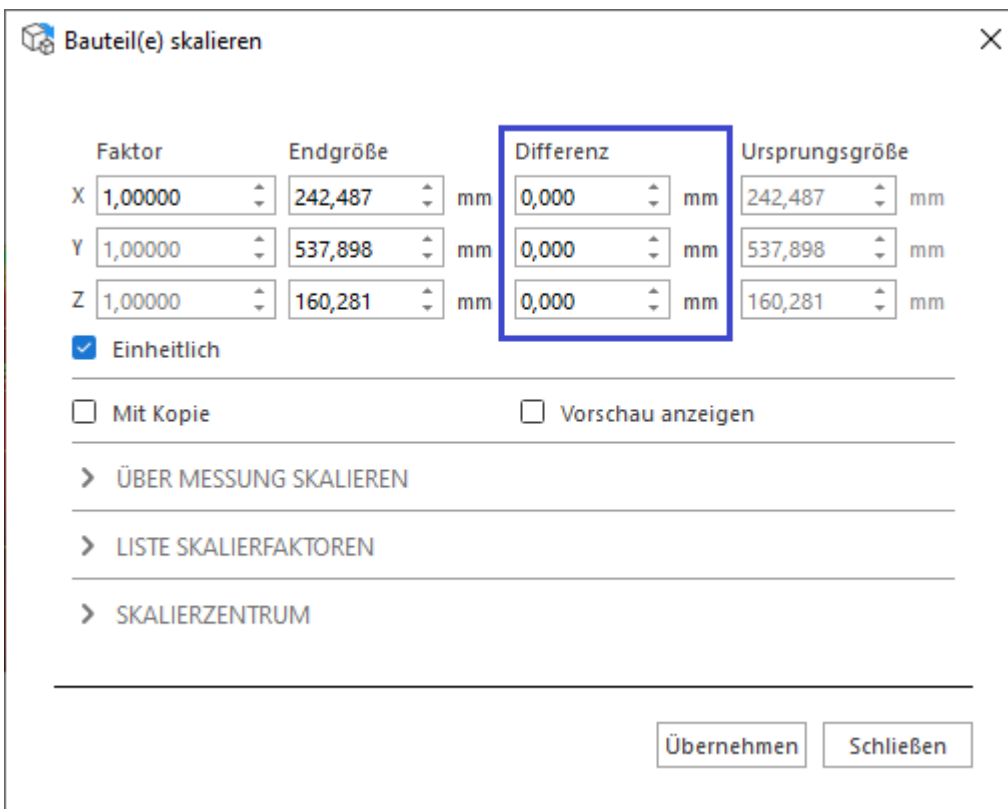 Bauteil(e) skalieren
Faktor Endgröße Differenz Ursprungsgröße
X 1,00000 242,487 mm 0,000 mm 242,487 mm
Y 1,00000 537,898 mm 0,000 mm 537,898 mm
Z 1,00000 160,281 mm 0,000 mm 160,281 mm
Einheitlich
Mit Kopie Vorschau anzeigen
ÜBER MESSUNG SKALIEREN
LISTE SKALIERFAKTOREN
SKALIERZENTRUM
Übernehmen Schließen